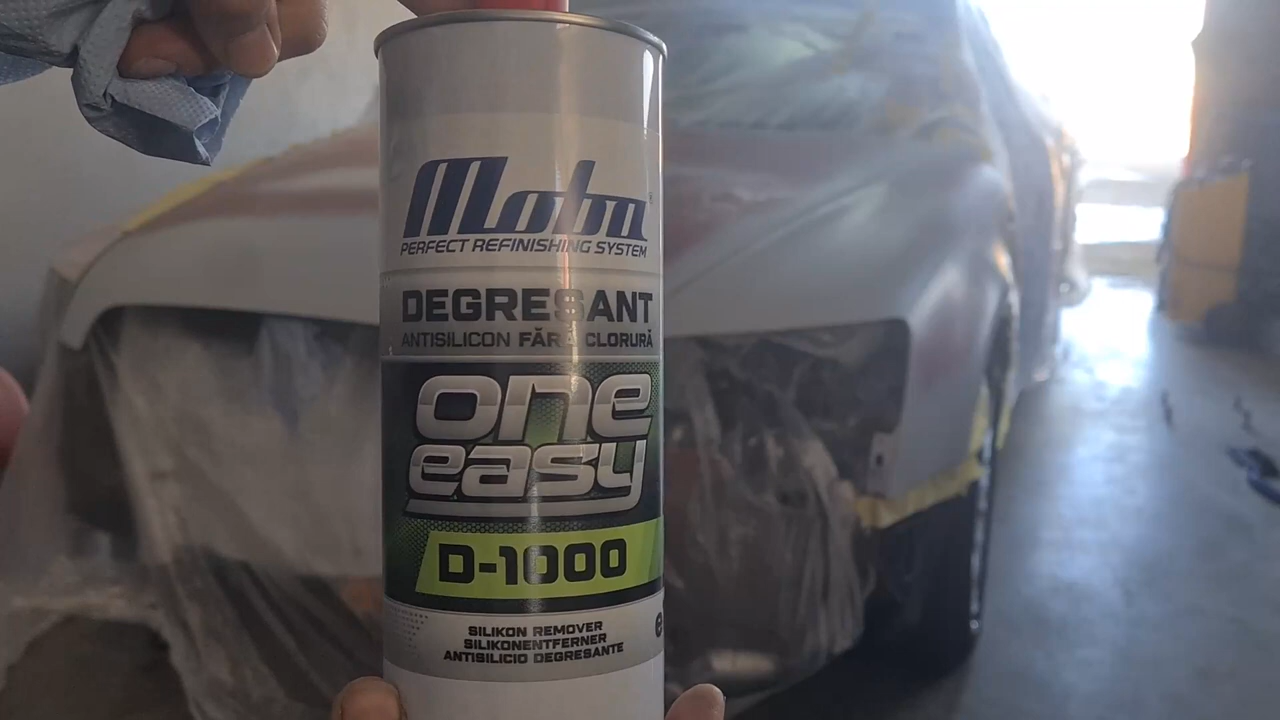 Moba
PERFECT REFINISHING SYSTEM
DEGRESANT
ANTISILICON FĂRĂ CLORURĂ
one
easy
D-1000
SILIKON REMOVER
SILIKONENTFERNER
ANTISILICIO DEGRESANTE
e